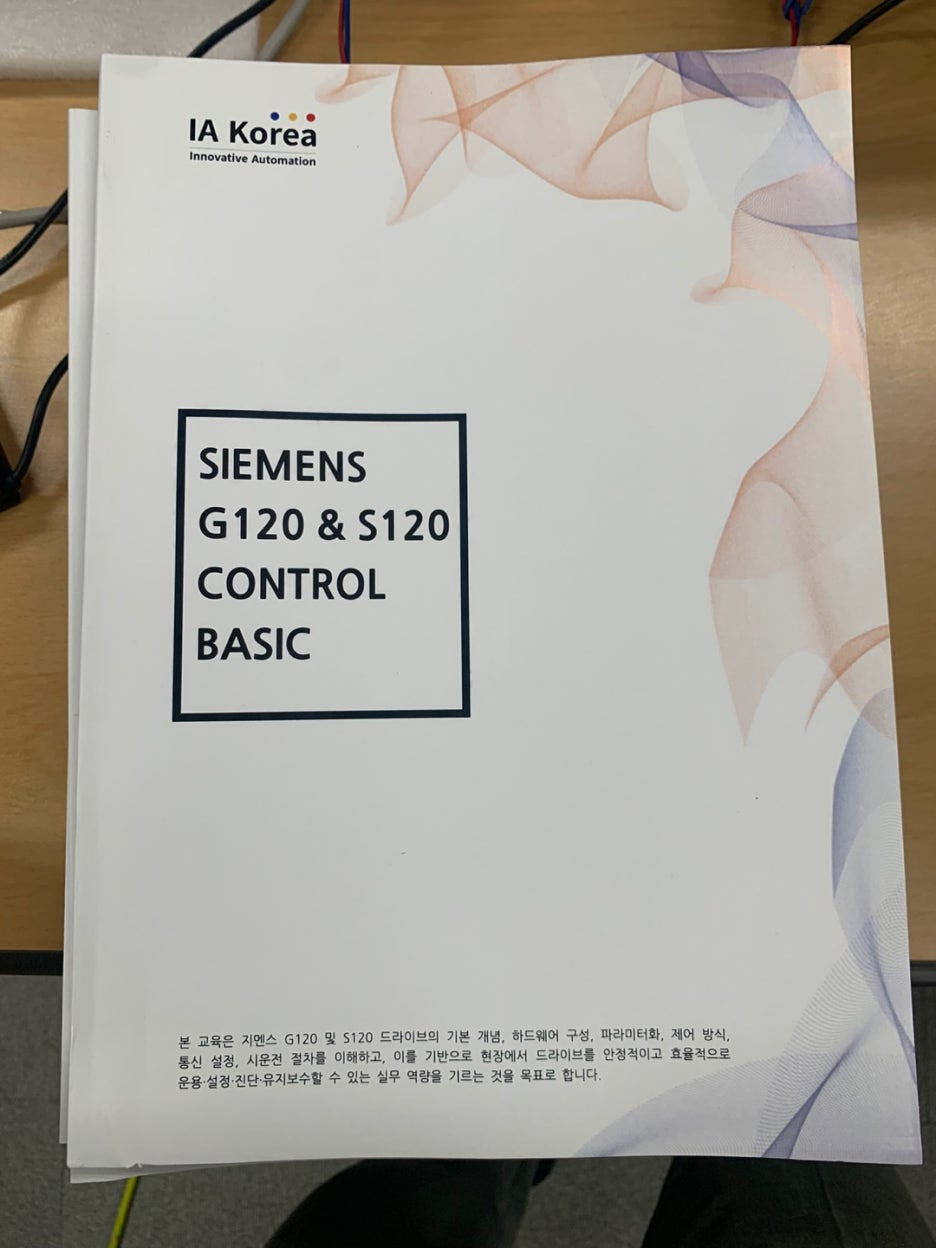 IA Korea
Innovative Automation
SIEMENS
G120 & S120
CONTROL
BASIC
본 교육은 지멘스 G120 및 S120 드라이브의 기본 개념, 하드웨어 구성, 파라미터화, 제어 방식,
통신 설정, 시운전 절차를 이해하고, 이를 기반으로 현장에서 드라이브를 안정적이고 효율적으로
운용·설정·진단·유지보수할 수 있는 실무 역량을 기르는 것을 목표로 합니다.